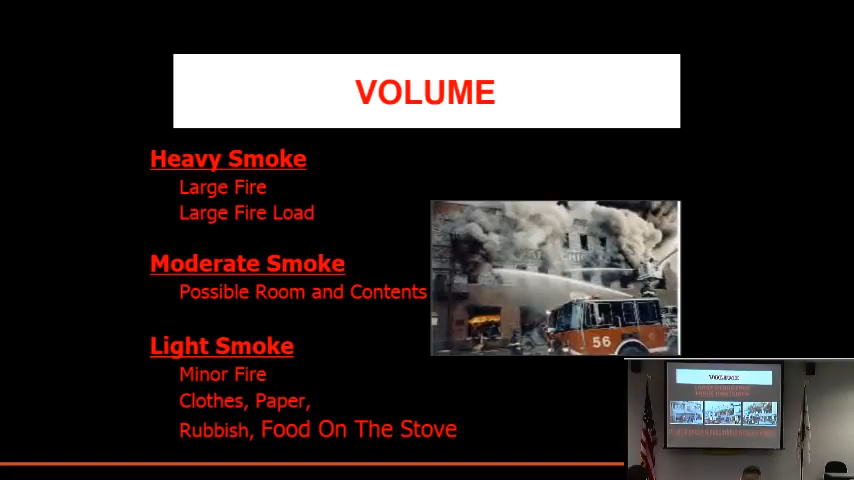 VOLUME
Heavy Smoke
Large Fire
Large Fire Load
Moderate Smoke
Possible Room and Contents
Light Smoke
Minor Fire
Clothes, Paper,
Rubbish, Food On The Stove
56
VOLUME